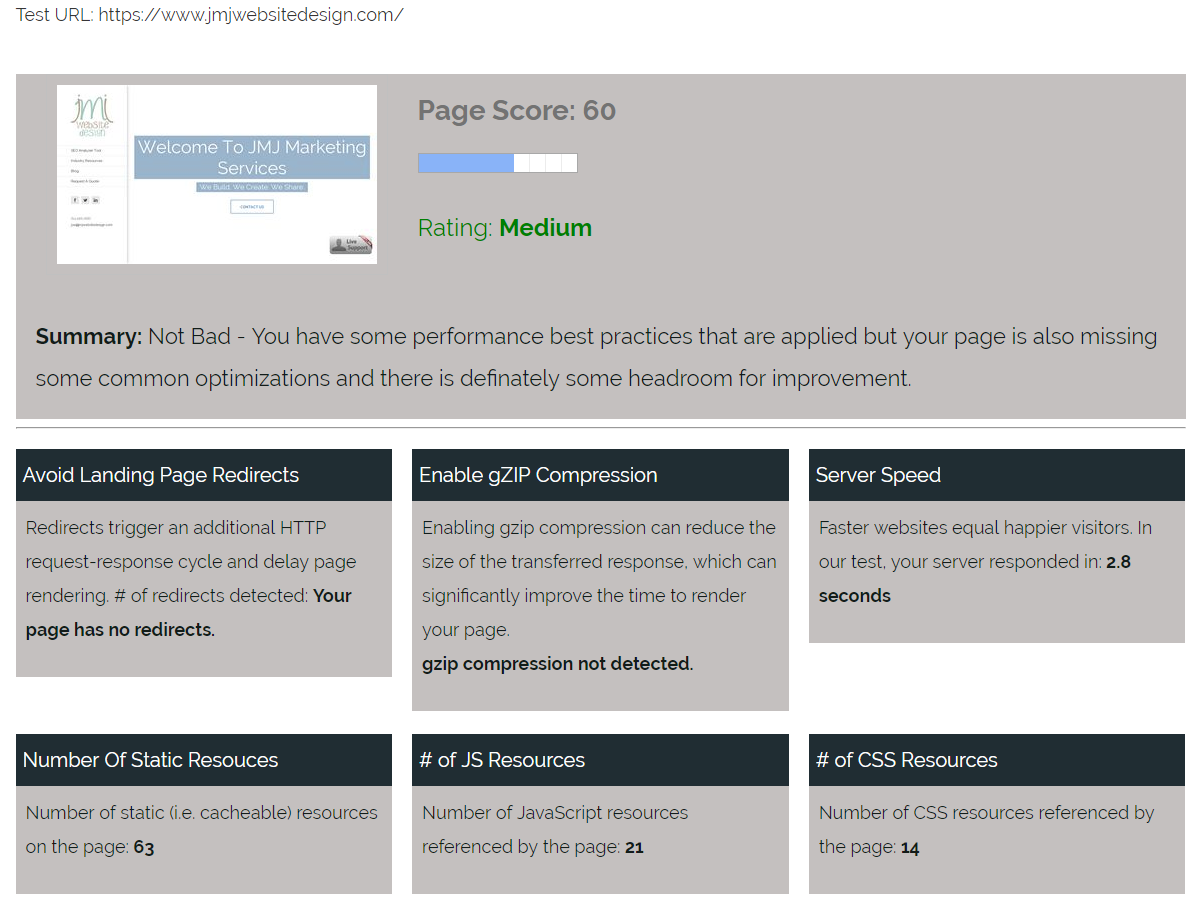 Test URL: https://www.jmjwebsitedesign.com/
jmj
website
design
SEO Analyzer Tool
Industry Resources
Blog
Request A Quote
Welcome To JMJ Marketing
Services
We Build. We Create. We Share.
CONTACT US
Live
Support
Page Score: 60
Rating: Medium
Summary: Not Bad - You have some performance best practices that are applied but your page is also missing
some common optimizations and there is definately some headroom for improvement.
Avoid Landing Page Redirects
Redirects trigger an additional HTTP
request-response cycle and delay page
rendering. # of redirects detected: Your
page has no redirects.
Enable gZIP Compression
Enabling gzip compression can reduce the
size of the transferred response, which can
significantly improve the time to render
your page.
gzip compression not detected.
Server Speed
Faster websites equal happier visitors. In
our test, your server responded in: 2.8
seconds
Number Of Static Resouces
Number of static (i.e. cacheable) resources
on the page: 63
# of JS Resources
Number of JavaScript resources
referenced by the page: 21
# of CSS Resources
Number of CSS resources referenced by
the page: 14